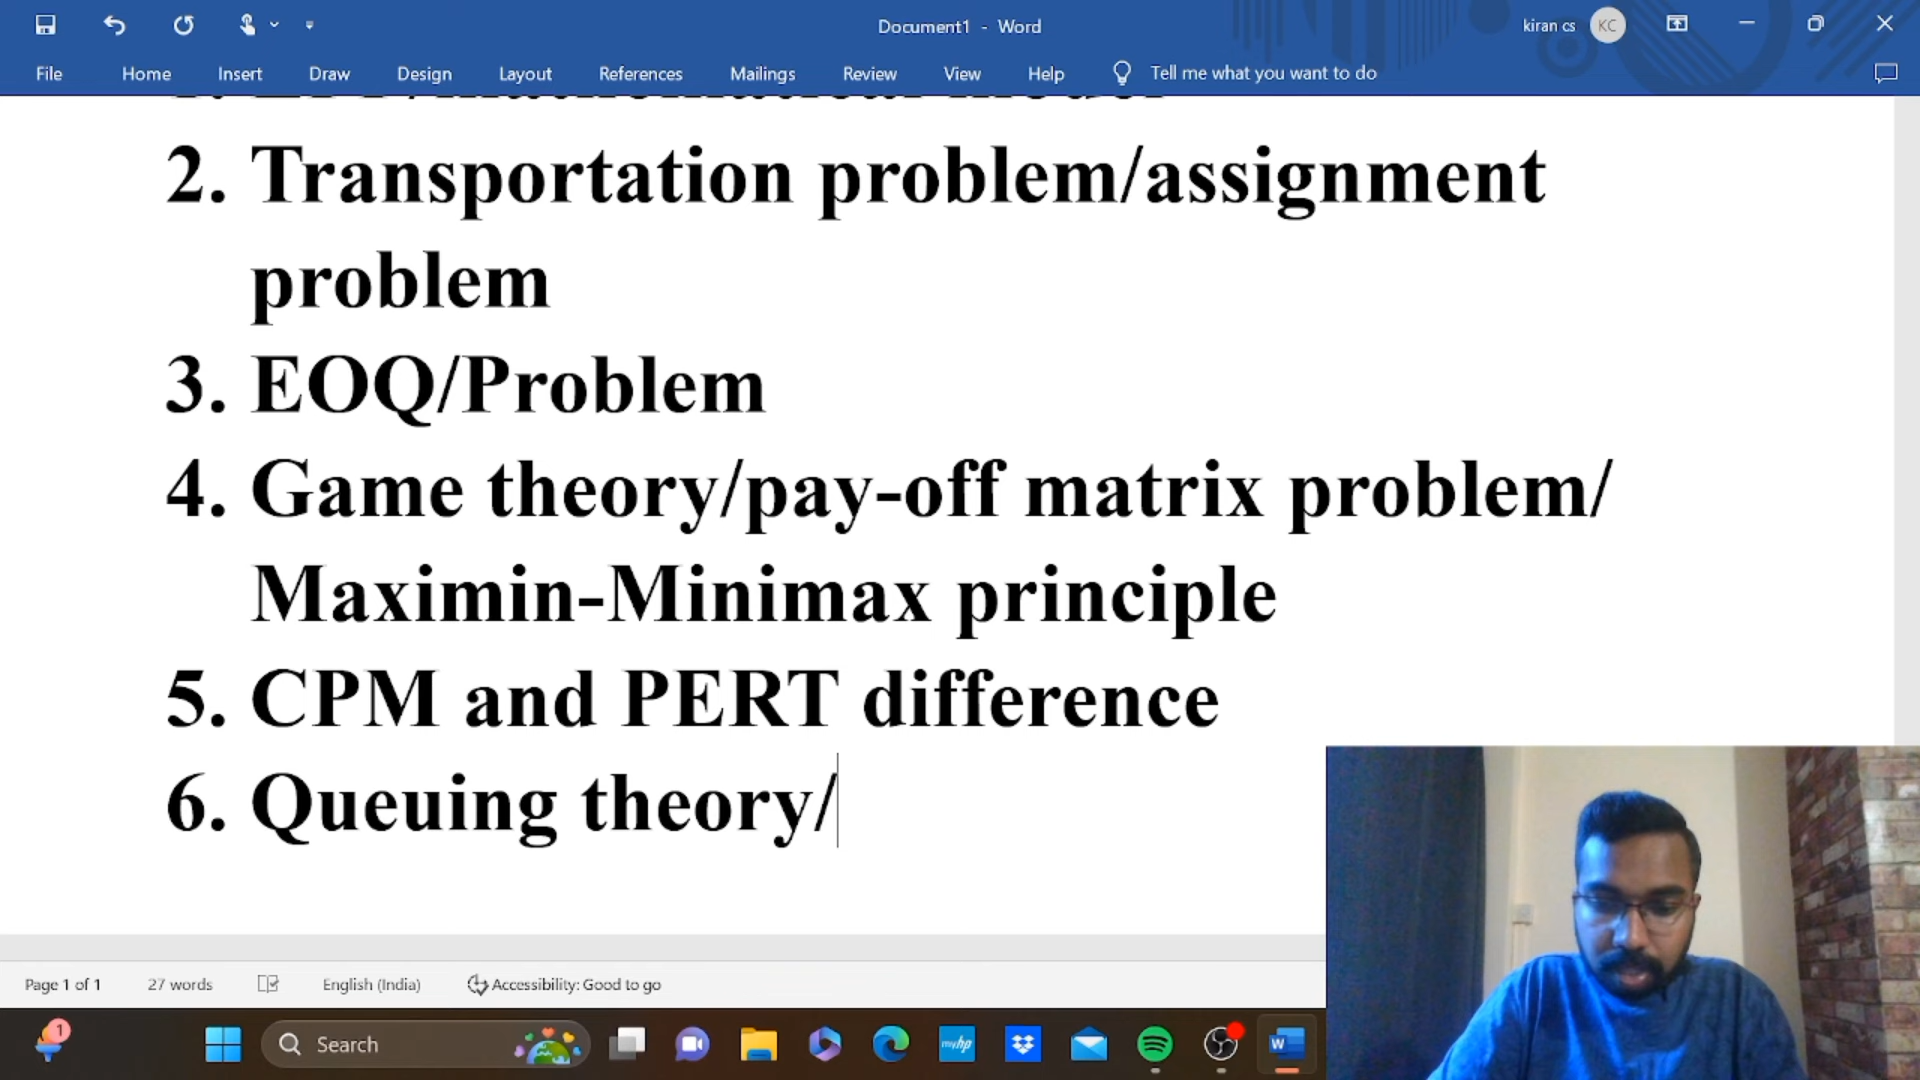 Document1 - Word
kiran cs KC
File Home Insert Draw Design Layout References Mailings Review View Help Tell me what you want to do
2. Transportation problem/assignment
problem
3. EOQ/Problem
4. Game theory/pay-off matrix problem/
Maximin-Minimax principle
5. CPM and PERT difference
6. Queuing theory/
Page 1 of 1 27 words English (India) Accessibility: Good to go
1 Search myhp W